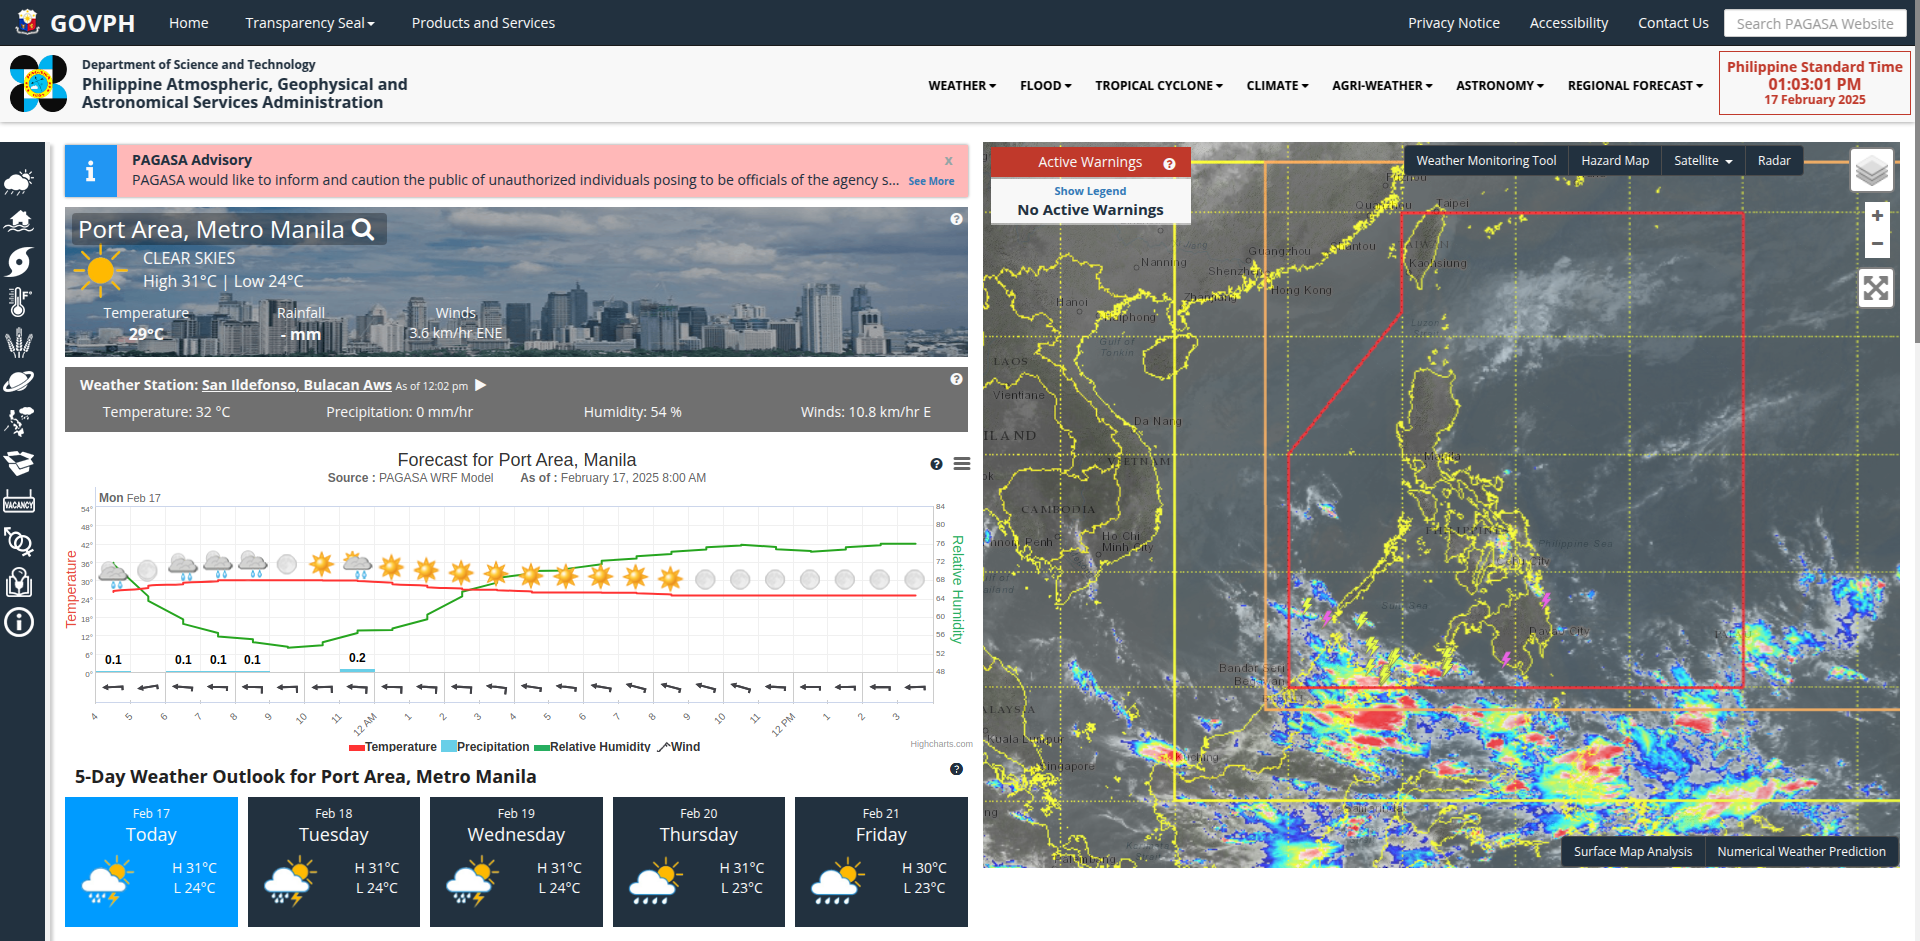 GOVPH
Home
Transparency Seal
Products and Services
Privacy Notice
Accessibility
Contact Us
Search PAGASA Website
Department of Science and Technology
Philippine Atmospheric, Geophysical and
Astronomical Services Administration
WEATHER
FLOOD
TROPICAL CYCLONE
CLIMATE
AGRI-WEATHER
ASTRONOMY
REGIONAL FORECAST
Philippine Standard Time
01:03:01 PM
17 February 2025
PAGASA Advisory
x
PAGASA would like to inform and caution the public of unauthorized individuals posing to be officials of the agency s... See More
Port Area, Metro Manila
CLEAR SKIES
High 31°C | Low 24°C
Temperature
29°C
Rainfall
- mm
Winds
3.6 km/hr ENE
Weather Station: San Ildefonso, Bulacan Aws As of 12:02 pm
Temperature: 32 °C
Precipitation: 0 mm/hr
Humidity: 54 %
Winds: 10.8 km/hr E
Forecast for Port Area, Manila
Source : PAGASA WRF Model As of : February 17, 2025 8:00 AM
Mon Feb 17
Temperature
54°
48°
42°
36°
30°
24°
18°
12°
6°
0°
84
80
76
72
68
64
60
56
52
48
Relative Humidity
0.1
0.1
0.1
0.1
0.2
4
5
6
7
8
9
10
11
12 AM
1
2
3
4
5
6
7
8
9
10
11
12 PM
1
2
3
Temperature
Precipitation
Relative Humidity
Wind
Highcharts.com
5-Day Weather Outlook for Port Area, Metro Manila
Feb 17
Today
H 31°C
L 24°C
Feb 18
Tuesday
H 31°C
L 24°C
Feb 19
Wednesday
H 31°C
L 24°C
Feb 20
Thursday
H 31°C
L 23°C
Feb 21
Friday
H 30°C
L 23°C
VACANCY
Active Warnings
Show Legend
No Active Warnings
Weather Monitoring Tool
Hazard Map
Satellite
Radar
+
−
Taipei
Guangzhou
Nanning
Shenzhen
Kaohsiung
Hong Kong
Hanoi
Gulf of
Tonkin
LAOS
Vientiane
Da Nang
VIETNAM
CAMBODIA
Ho Chi
Minh City
Philippine Sea
Bandar Seri
Kuala Lumpur
Kuching
Surface Map Analysis
Numerical Weather Prediction